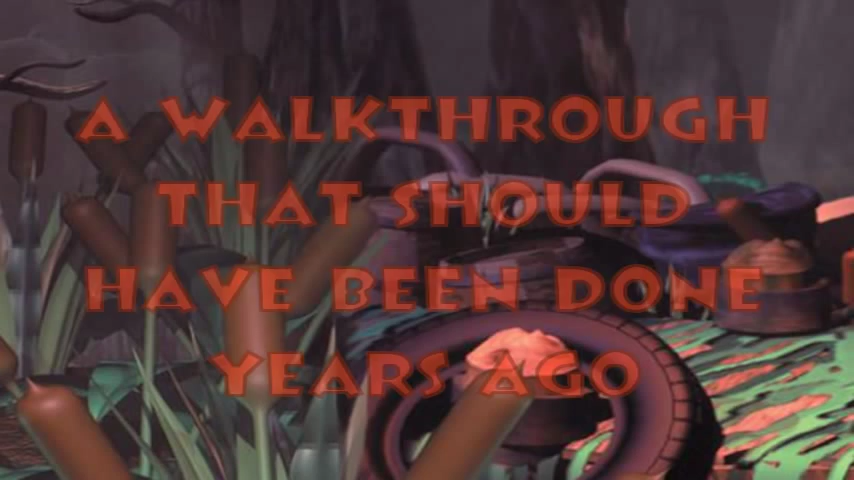 A WALKTHROUGH
THAT SHOULD
HAVE BEEN DONE
YEARS AGO